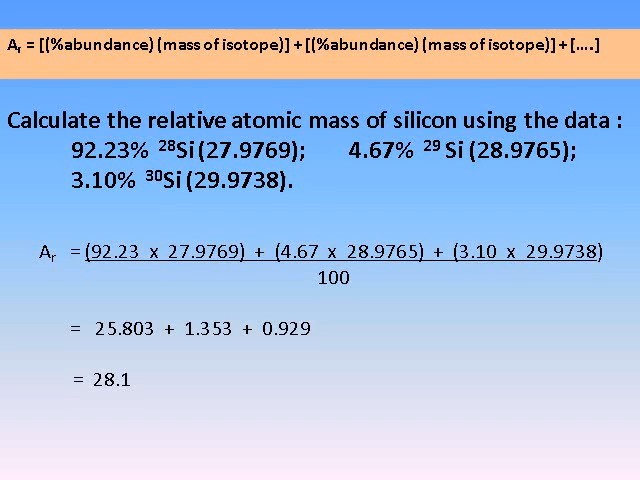 Aᵣ = [(%abundance) (mass of isotope)] + [(%abundance) (mass of isotope)] + [….]
Calculate the relative atomic mass of silicon using the data :
92.23% ²⁸Si (27.9769); 4.67% ²⁹ Si (28.9765);
3.10% ³⁰Si (29.9738).
Aᵣ = (92.23 x 27.9769) + (4.67 x 28.9765) + (3.10 x 29.9738)
100
= 25.803 + 1.353 + 0.929
= 28.1